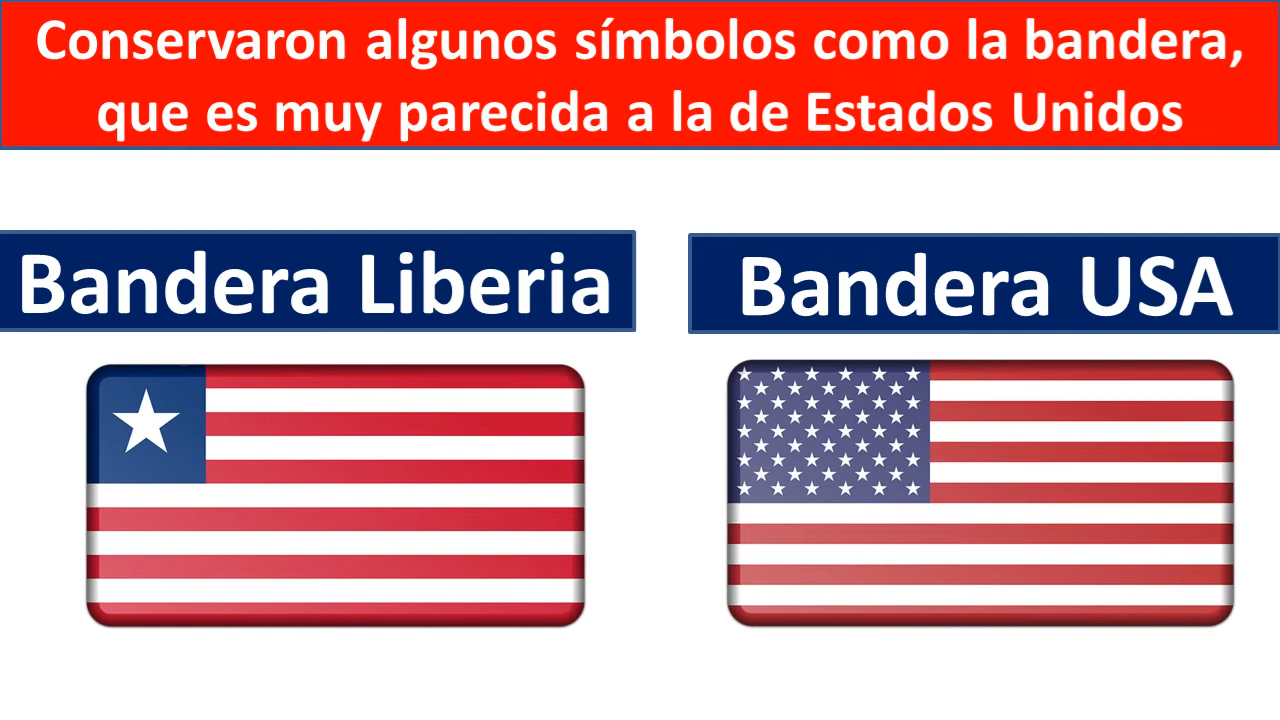 Conservaron algunos símbolos como la bandera,
que es muy parecida a la de Estados Unidos
Bandera Liberia
Bandera USA